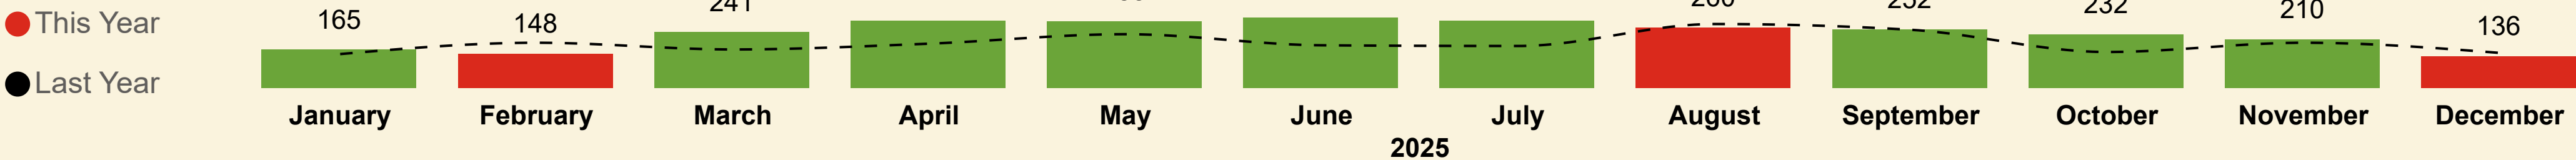 This Year
Last Year
165
148
241
232
210
136
January
February
March
April
May
June
July
August
September
October
November
December
2025